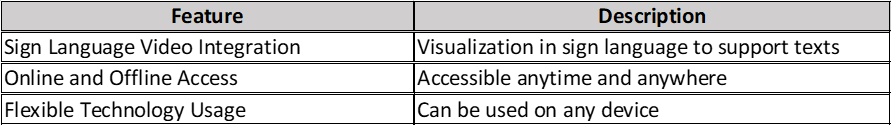 Feature Description
Sign Language Video Integration Visualization in sign language to support texts
Online and Offline Access Accessible anytime and anywhere
Flexible Technology Usage Can be used on any device